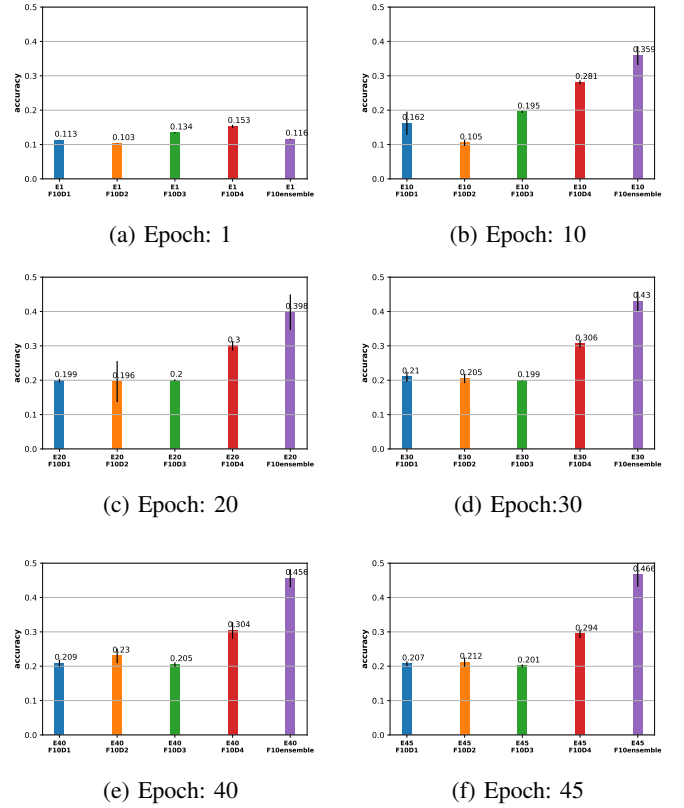 0.5
0.4
0.3
0.2
0.1
0.0
accuracy
0.113
0.103
0.134
0.153
0.116
E1 F10D1
E1 F10D2
E1 F10D3
E1 F10D4
E1 F10ensemble
(a) Epoch: 1
0.5
0.4
0.3
0.2
0.1
0.0
accuracy
0.162
0.105
0.195
0.281
0.359
E10 F10D1
E10 F10D2
E10 F10D3
E10 F10D4
E10 F10ensemble
(b) Epoch: 10
0.5
0.4
0.3
0.2
0.1
0.0
accuracy
0.199
0.196
0.2
0.3
0.398
E20 F10D1
E20 F10D2
E20 F10D3
E20 F10D4
E20 F10ensemble
(c) Epoch: 20
0.5
0.4
0.3
0.2
0.1
0.0
accuracy
0.21
0.205
0.199
0.306
0.43
E30 F10D1
E30 F10D2
E30 F10D3
E30 F10D4
E30 F10ensemble
(d) Epoch:30
0.5
0.4
0.3
0.2
0.1
0.0
accuracy
0.209
0.23
0.205
0.304
0.456
E40 F10D1
E40 F10D2
E40 F10D3
E40 F10D4
E40 F10ensemble
(e) Epoch: 40
0.5
0.4
0.3
0.2
0.1
0.0
accuracy
0.207
0.212
0.201
0.294
0.466
E45 F10D1
E45 F10D2
E45 F10D3
E45 F10D4
E45 F10ensemble
(f) Epoch: 45